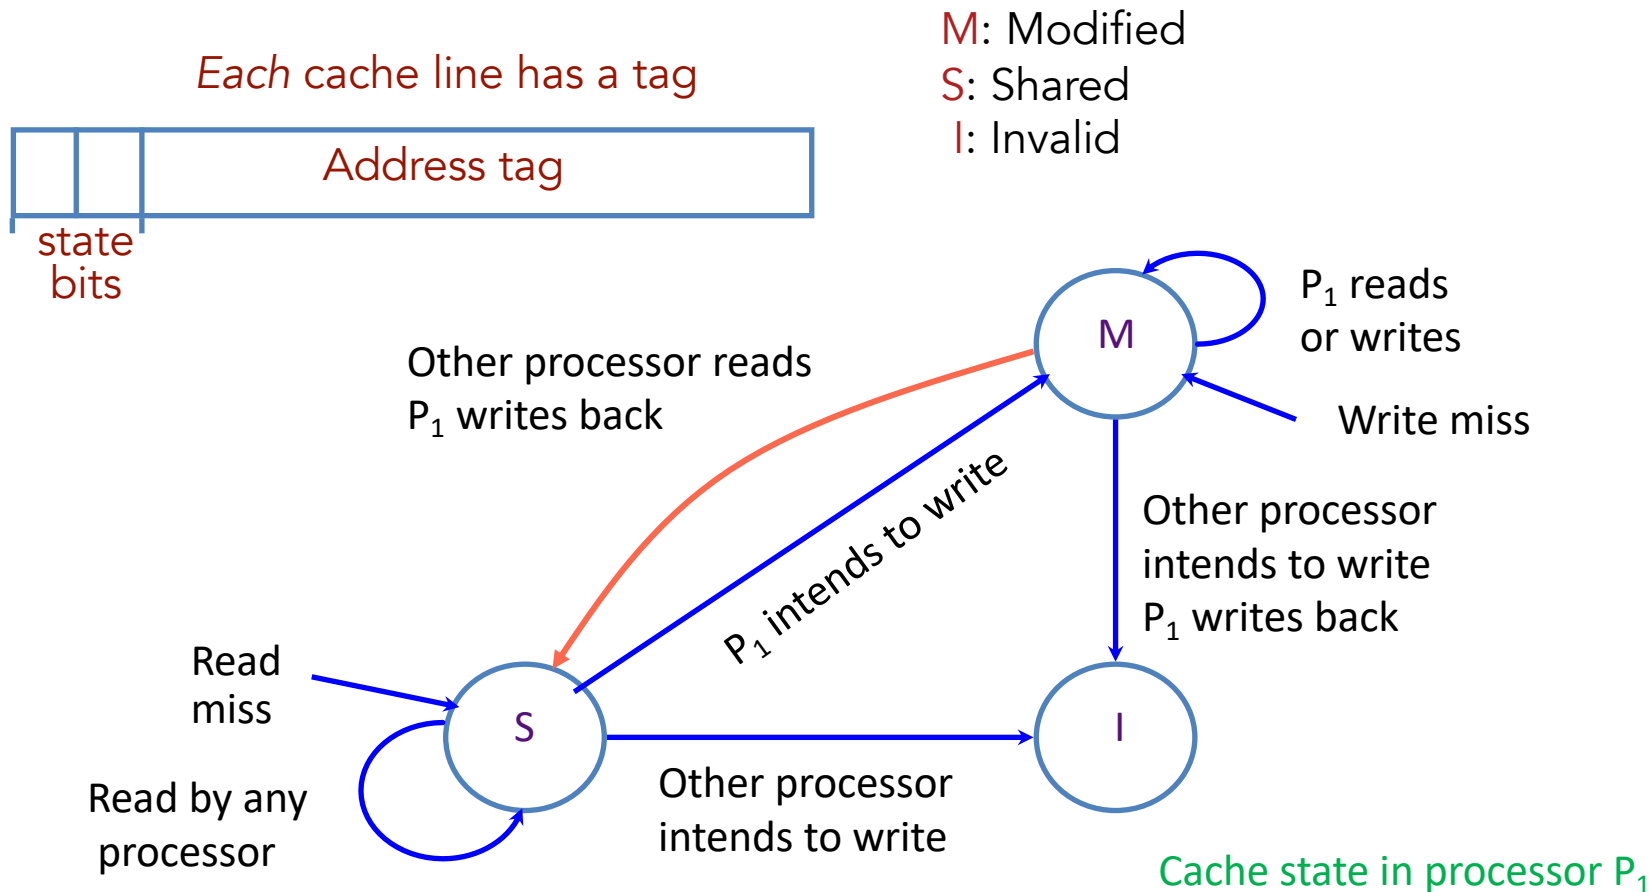 Each cache line has a tag
Address tag
state
bits
M: Modified
S: Shared
I: Invalid
M
P₁ reads
or writes
Other processor reads
P₁ writes back
Write miss
P₁ intends to write
Other processor
intends to write
P₁ writes back
Read
miss
S
I
Read by any
processor
Other processor
intends to write
Cache state in processor P₁